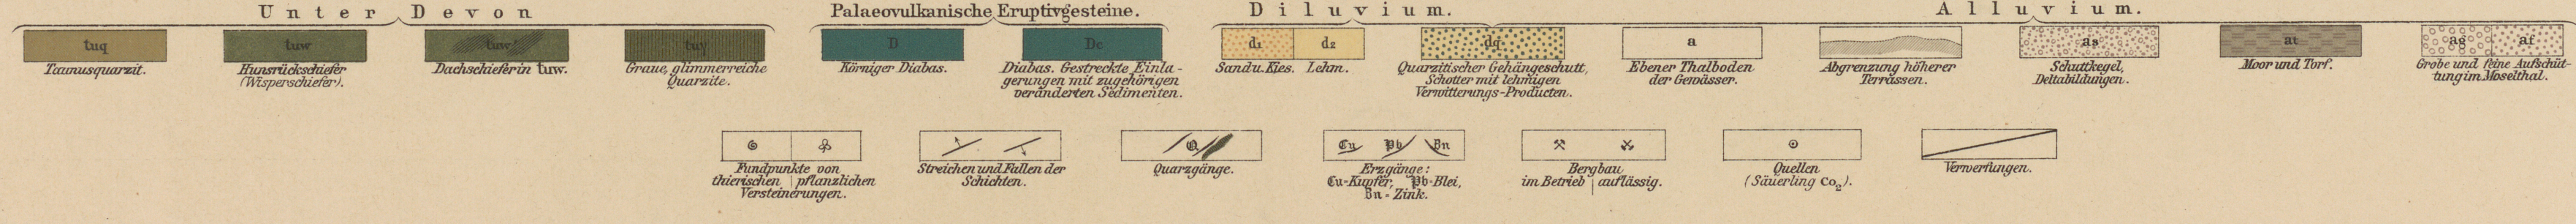 Unter Devon
Palaeovulkanische Eruptivgesteine.
Diluvium.
Alluvium.
tuq
Taunusquarzit.
tuw
Hunsrückschiefer
(Wisperschiefer).
tuw
Dachschiefer in tuw.
Graue, glimmerreiche
Quarzite.
D
Körniger Diabas.
Dc
Diabas. Gestreckte Einla-
gerungen mit zugehörigen
veränderten Sedimenten.
d1
Sand u. Kies.
d2
Lehm.
dq
Quarzitischer Gehängeschutt,
Schotter mit lehmigen
Verwitterungs-Producten.
a
Ebener Thalboden
der Gewässer.
Abgrenzung höherer
Terrassen.
as
Schuttkegel,
Deltabildungen.
at
Moor und Torf.
ag af
Grobe und feine Aufschüt-
tung im Moselthal.
Fundpunkte von
thierischen | pflanzlichen
Versteinerungen.
Streichen und Fallen der
Schichten.
Q
Quarzgänge.
Cu Pb Bn
Erzgänge:
Cu=Kupfer, Pb=Blei,
Bn=Zink.
Bergbau
im Betrieb | auflässig.
Quellen
(Säuerling CO2).
Verwerfungen.